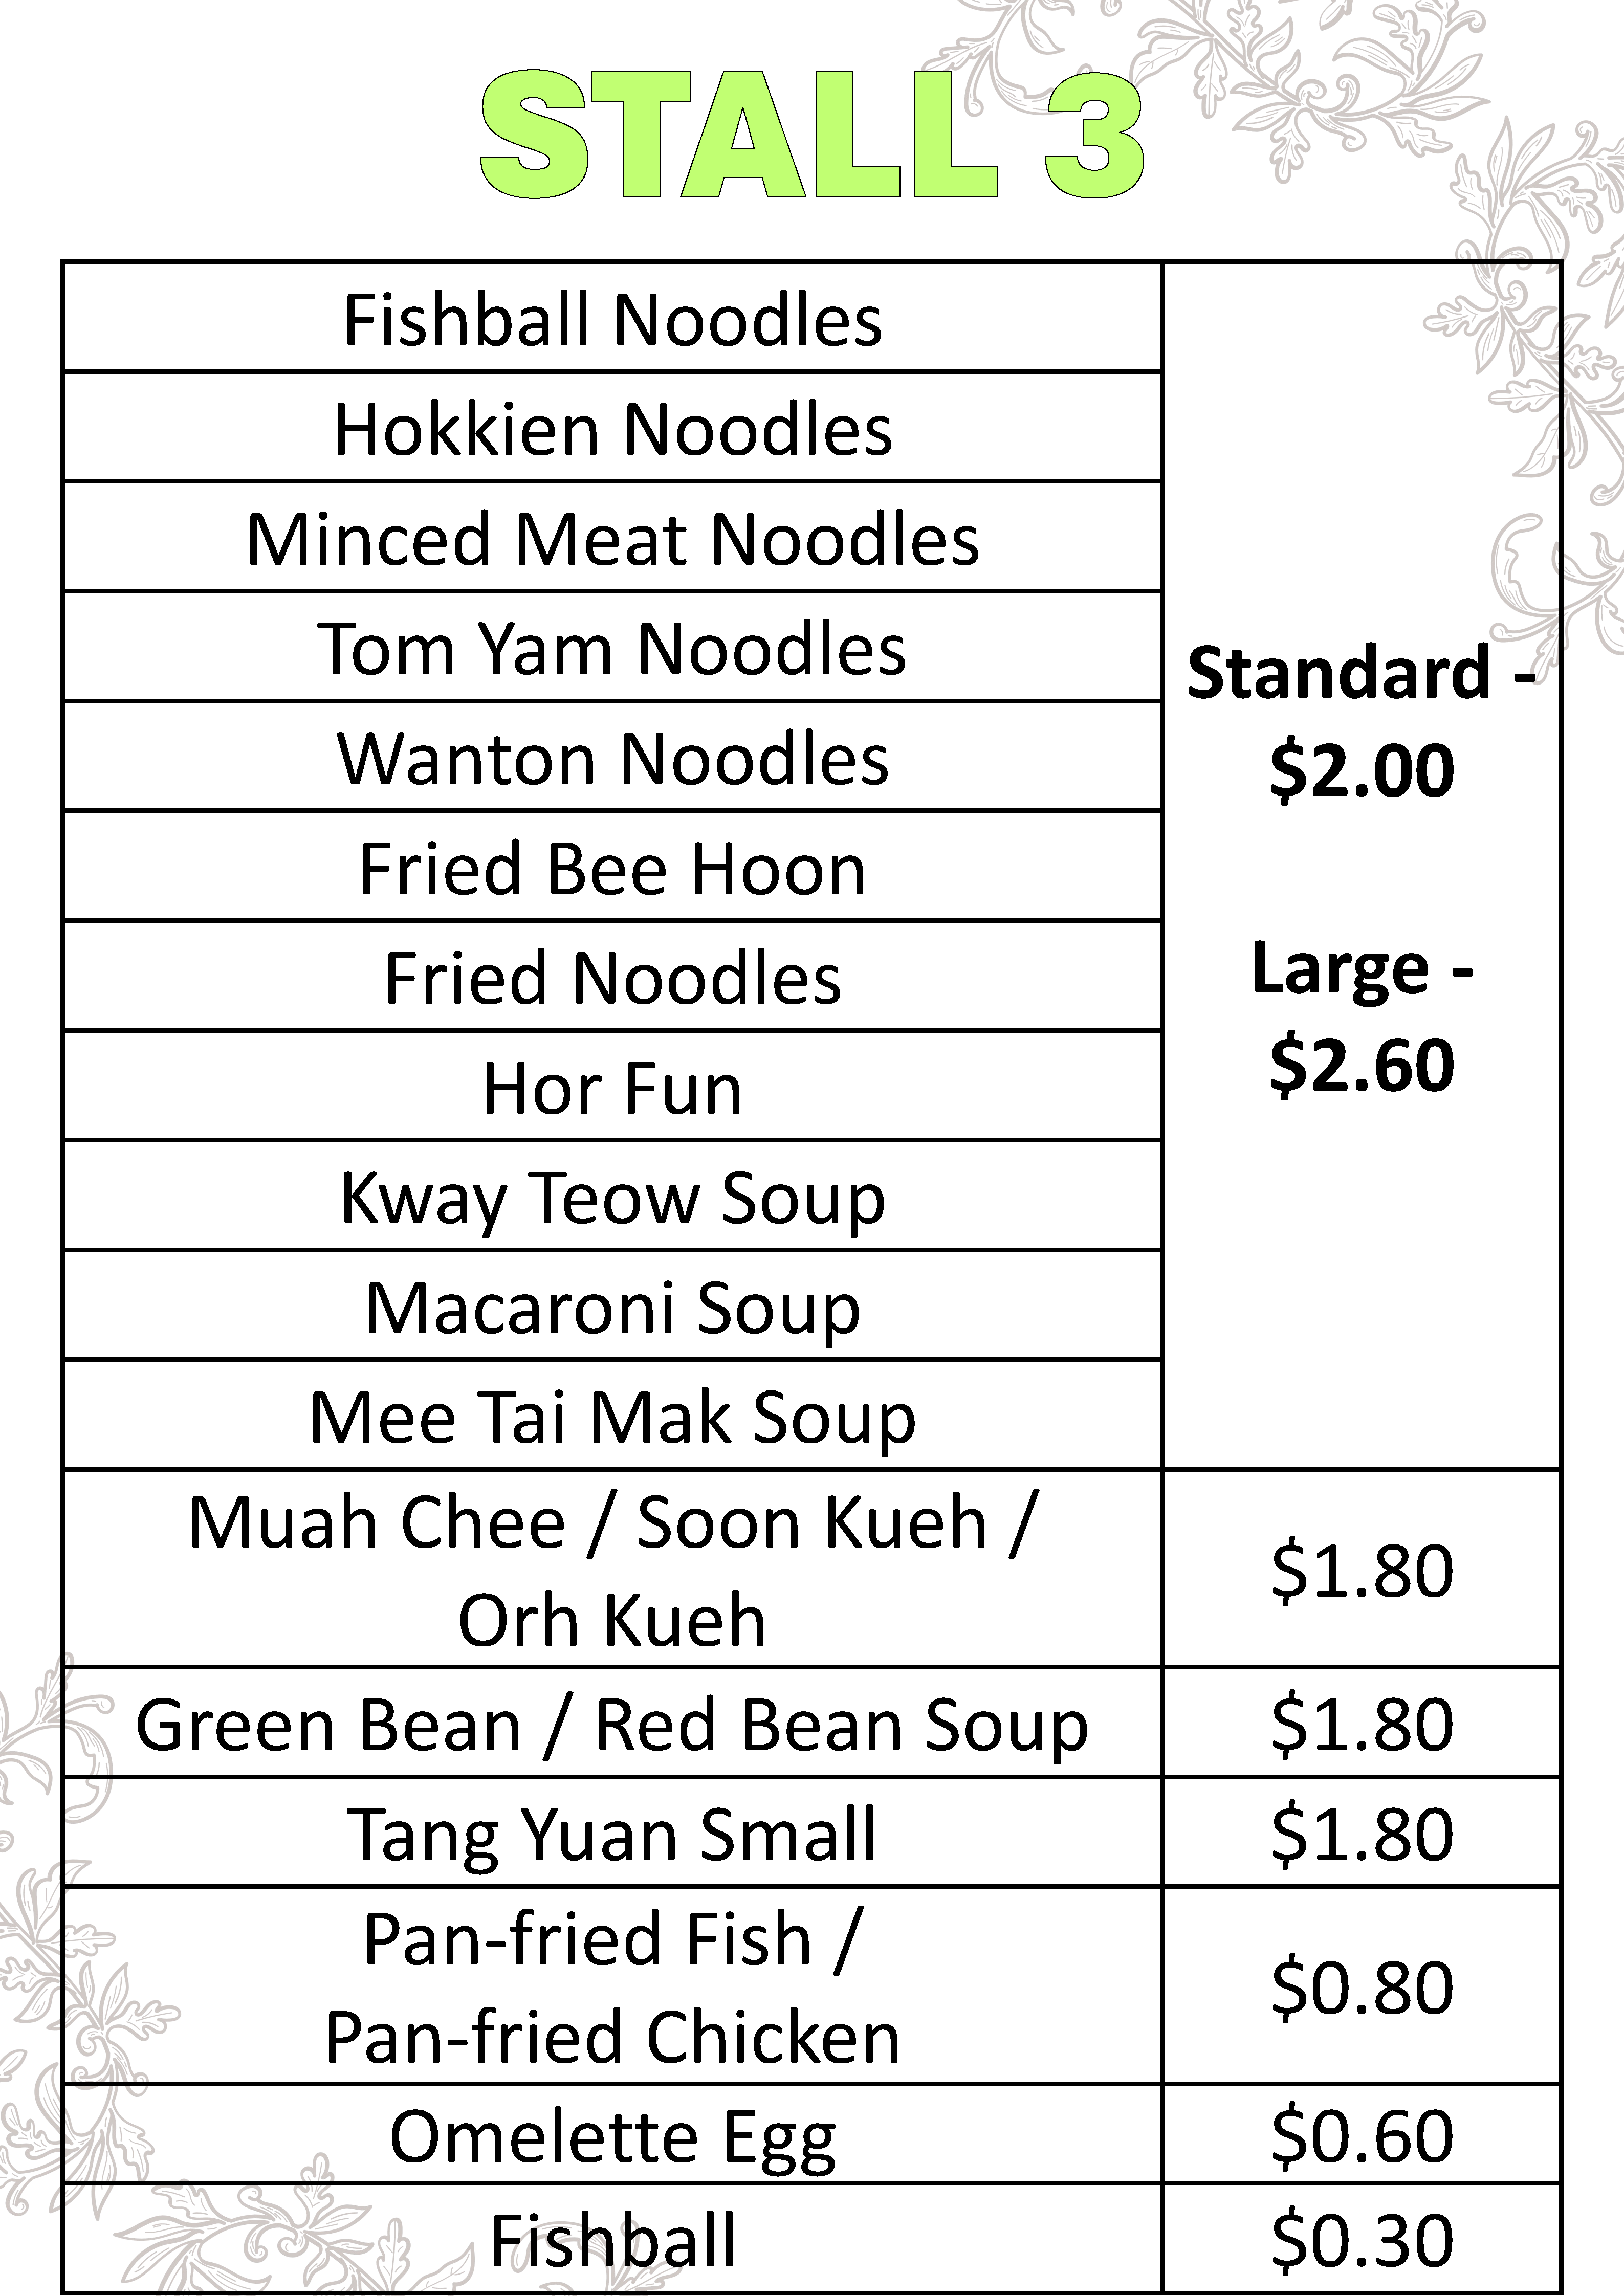 STALL 3
Fishball Noodles
Hokkien Noodles
Minced Meat Noodles
Tom Yam Noodles
Wanton Noodles
Fried Bee Hoon
Fried Noodles
Hor Fun
Kway Teow Soup
Macaroni Soup
Mee Tai Mak Soup
Standard -
$2.00
Large -
$2.60
Muah Chee / Soon Kueh /
Orh Kueh
$1.80
Green Bean / Red Bean Soup
$1.80
Tang Yuan Small
$1.80
Pan-fried Fish /
Pan-fried Chicken
$0.80
Omelette Egg
$0.60
Fishball
$0.30